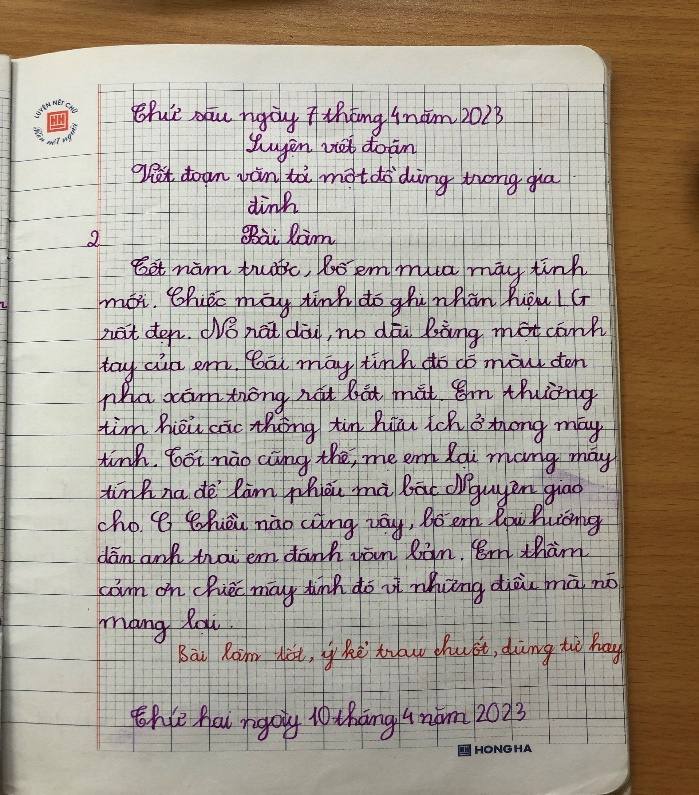 LUYỆN NÉT CHỮ
HH
Rèn nết người
Thứ sáu ngày 7 tháng 4 năm 2023
Luyện viết đoạn
Viết đoạn văn tả một đồ dùng trong gia
đình
2
Bài làm
Tết năm trước, bố em mua máy tính
mới. Chiếc máy tính đó ghi nhãn hiệu LG
rất đẹp. Nó rất dài, no dài bằng một cánh
tay của em. Cái máy tính đó có màu đen
pha xám trông rất bắt mắt. Em thường
tìm hiểu các thông tin hữu ích ở trong máy
tính. Tối nào cũng thế, mẹ em lại mang máy
tính ra để làm phiếu mà bác Nguyên giao
cho. C Chiều nào cũng vậy, bố em lại hướng
dẫn anh trai em đánh văn bản. Em thầm
cảm ơn chiếc máy tính đó vì những điều mà nó
mang lại.
Bài làm tốt, ý kể trau chuốt, dùng từ hay
Thứ hai ngày 10 tháng 4 năm 2023
HH HONG HA